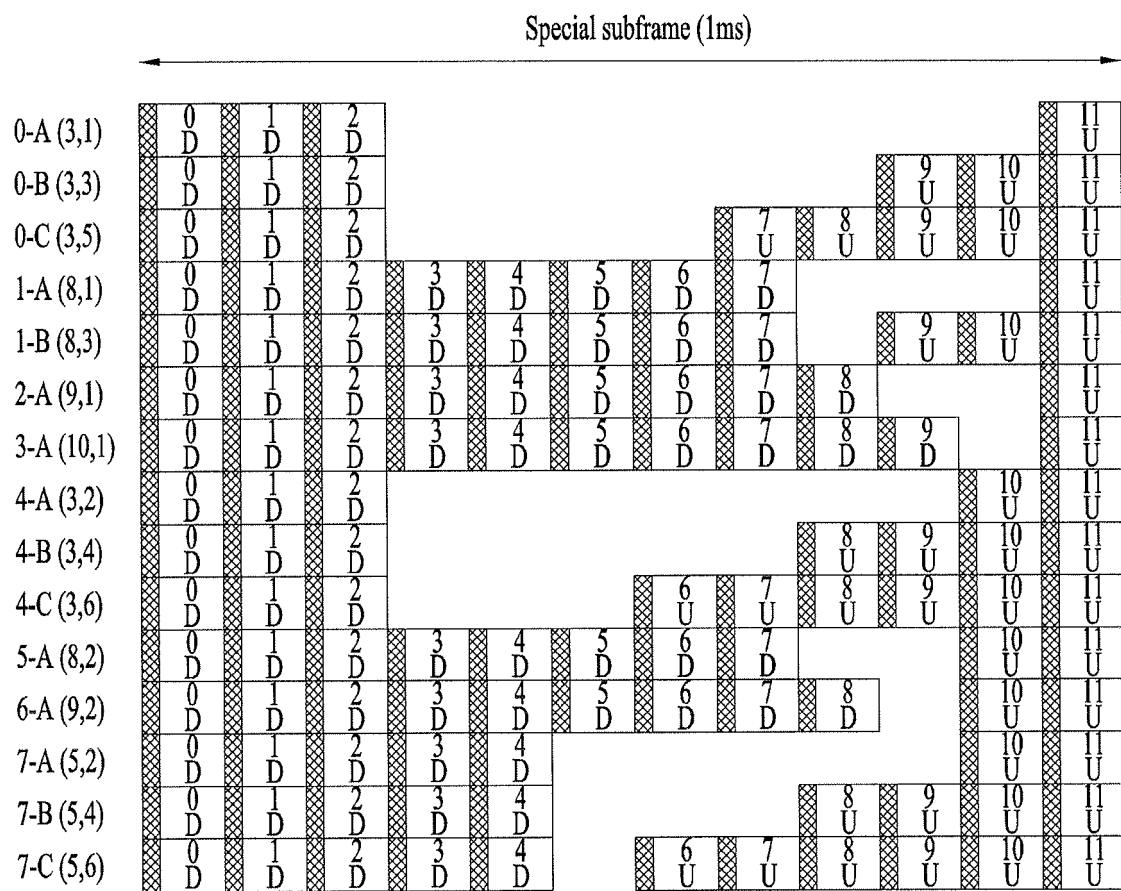 Special subframe (1ms)
0-A (3,1) 0 1 2 11
D D D U
0-B (3,3) 0 1 2 9 10 11
D D D U U U
0-C (3,5) 0 1 2 7 8 9 10 11
D D D U U U U U
1-A (8,1) 0 1 2 3 4 5 6 7 11
D D D D D D D D U
1-B (8,3) 0 1 2 3 4 5 6 7 9 10 11
D D D D D D D D U U U
2-A (9,1) 0 1 2 3 4 5 6 7 8 11
D D D D D D D D D U
3-A (10,1) 0 1 2 3 4 5 6 7 8 9 11
D D D D D D D D D D U
4-A (3,2) 0 1 2 10 11
D D D U U
4-B (3,4) 0 1 2 8 9 10 11
D D D U U U U
4-C (3,6) 0 1 2 6 7 8 9 10 11
D D D U U U U U U
5-A (8,2) 0 1 2 3 4 5 6 7 10 11
D D D D D D D D U U
6-A (9,2) 0 1 2 3 4 5 6 7 8 10 11
D D D D D D D D D U U
7-A (5,2) 0 1 2 3 4 10 11
D D D D D U U
7-B (5,4) 0 1 2 3 4 8 9 10 11
D D D D D U U U U
7-C (5,6) 0 1 2 3 4 6 7 8 9 10 11
D D D D D U U U U U U